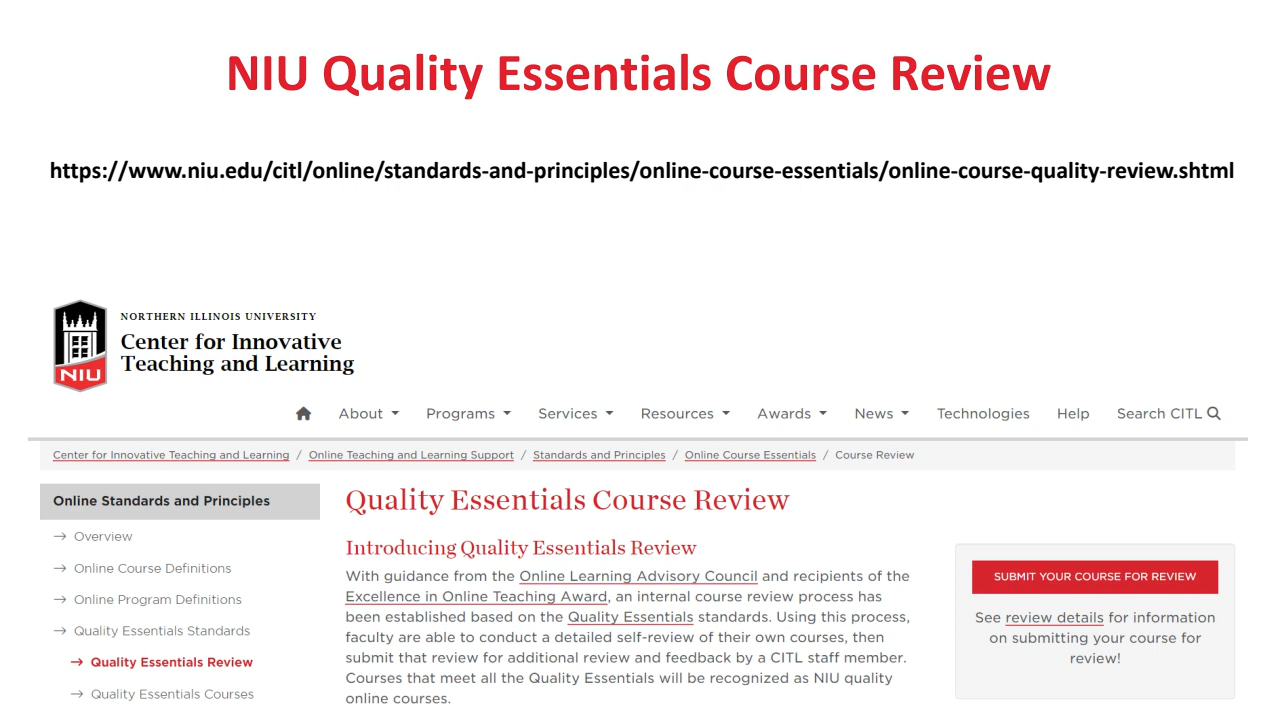 NIU Quality Essentials Course Review
https://www.niu.edu/citl/online/standards-and-principles/online-course-essentials/online-course-quality-review.shtml
NORTHERN ILLINOIS UNIVERSITY
Center for Innovative
Teaching and Learning
NIU
About Programs Services Resources Awards News Technologies Help Search CITL
Center for Innovative Teaching and Learning / Online Teaching and Learning Support / Standards and Principles / Online Course Essentials / Course Review
Online Standards and Principles
→ Overview
→ Online Course Definitions
→ Online Program Definitions
→ Quality Essentials Standards
→ Quality Essentials Review
→ Quality Essentials Courses
Quality Essentials Course Review
Introducing Quality Essentials Review
With guidance from the Online Learning Advisory Council and recipients of the
Excellence in Online Teaching Award, an internal course review process has
been established based on the Quality Essentials standards. Using this process,
faculty are able to conduct a detailed self-review of their own courses, then
submit that review for additional review and feedback by a CITL staff member.
Courses that meet all the Quality Essentials will be recognized as NIU quality
online courses.
SUBMIT YOUR COURSE FOR REVIEW
See review details for information
on submitting your course for
review!